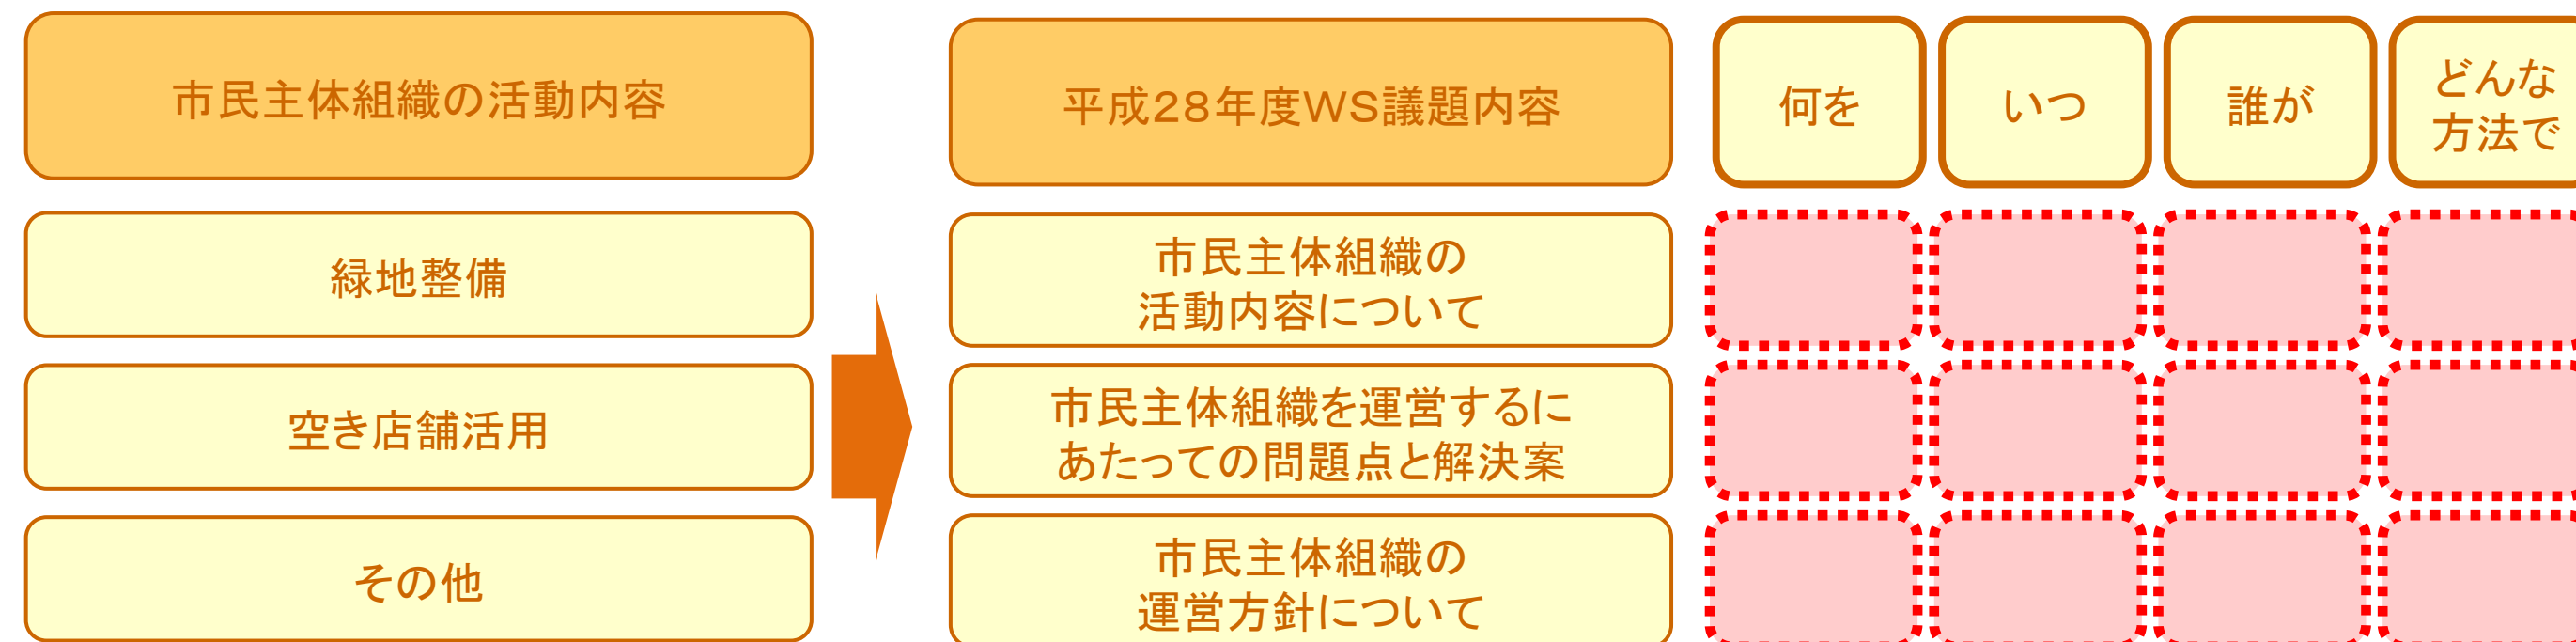 市民主体組織の活動内容
平成28年度WS議題内容
何を
いつ
誰が
どんな
方法で
緑地整備
空き店舗活用
その他
市民主体組織の
活動内容について
市民主体組織を運営するに
あたっての問題点と解決案
市民主体組織の
運営方針について